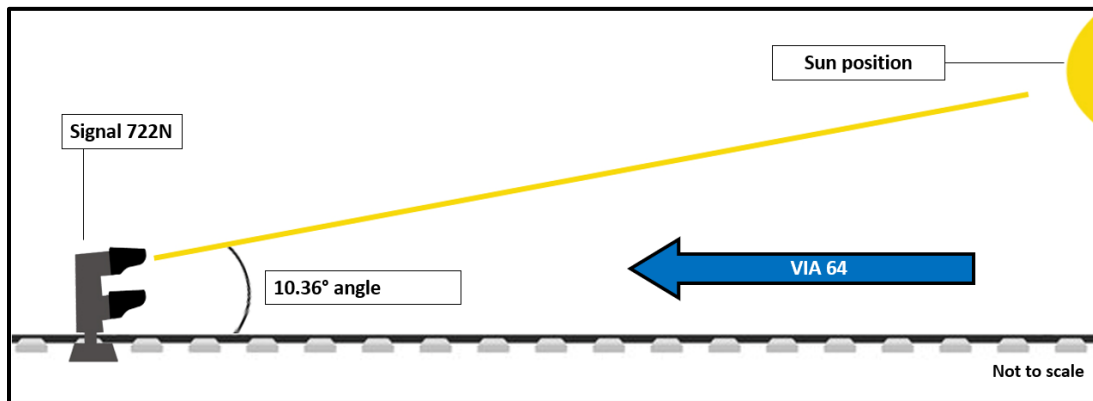 Sun position
Signal 722N
VIA 64
10.36° angle
Not to scale